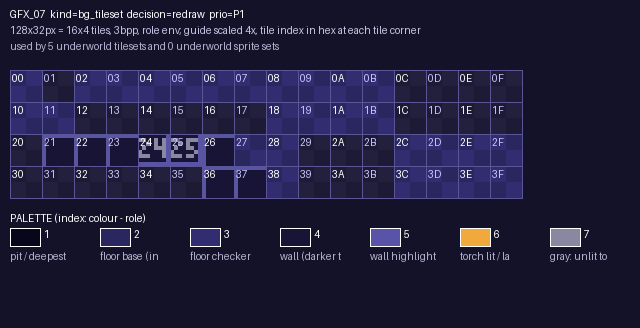 GFX_07 kind=bg_tileset decision=redraw prio=P1
128x32px = 16x4 tiles, 3bpp, role env; guide scaled 4x, tile index in hex at each tile corner
used by 5 underworld tilesets and 0 underworld sprite sets
00 01 02 03 04 05 06 07 08 09 0A 0B 0C 0D 0E 0F
10 11 12 13 14 15 16 17 18 19 1A 1B 1C 1D 1E 1F
20 21 22 23 24 25 26 27 28 29 2A 2B 2C 2D 2E 2F
30 31 32 33 34 35 36 37 38 39 3A 3B 3C 3D 3E 3F
PALETTE (index: colour - role)
1 2 3 4 5 6 7
pit / deepest floor base (in floor checker wall (darker t wall highlight torch lit / la gray: unlit to